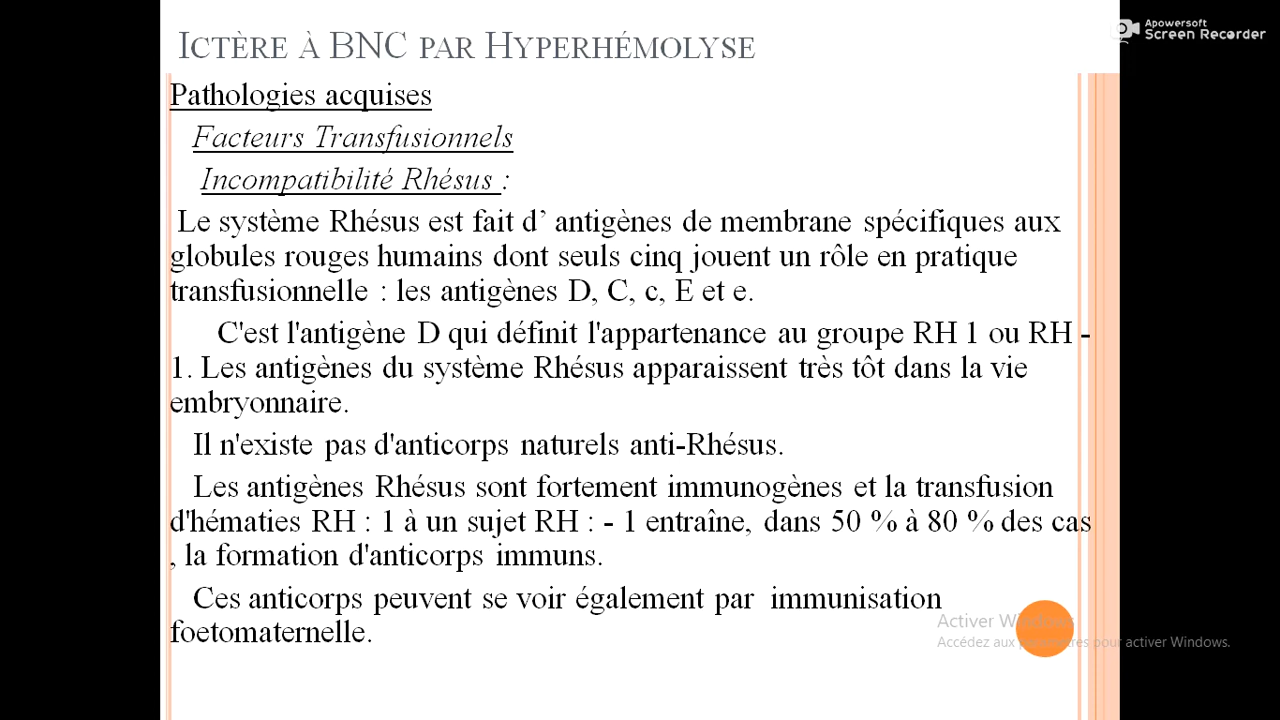 Apowersoft
Screen Recorder
ICTÈRE À BNC PAR HYPERHÉMOLYSE
Pathologies acquises
Facteurs Transfusionnels
Incompatibilité Rhésus :
Le système Rhésus est fait d’ antigènes de membrane spécifiques aux
globules rouges humains dont seuls cinq jouent un rôle en pratique
transfusionnelle : les antigènes D, C, c, E et e.
C'est l'antigène D qui définit l'appartenance au groupe RH 1 ou RH -
1. Les antigènes du système Rhésus apparaissent très tôt dans la vie
embryonnaire.
Il n'existe pas d'anticorps naturels anti-Rhésus.
Les antigènes Rhésus sont fortement immunogènes et la transfusion
d'hématies RH : 1 à un sujet RH : - 1 entraîne, dans 50 % à 80 % des cas
, la formation d'anticorps immuns.
Ces anticorps peuvent se voir également par immunisation
foetomaternelle.
Activer Windows
Accédez aux paramètres pour activer Windows.